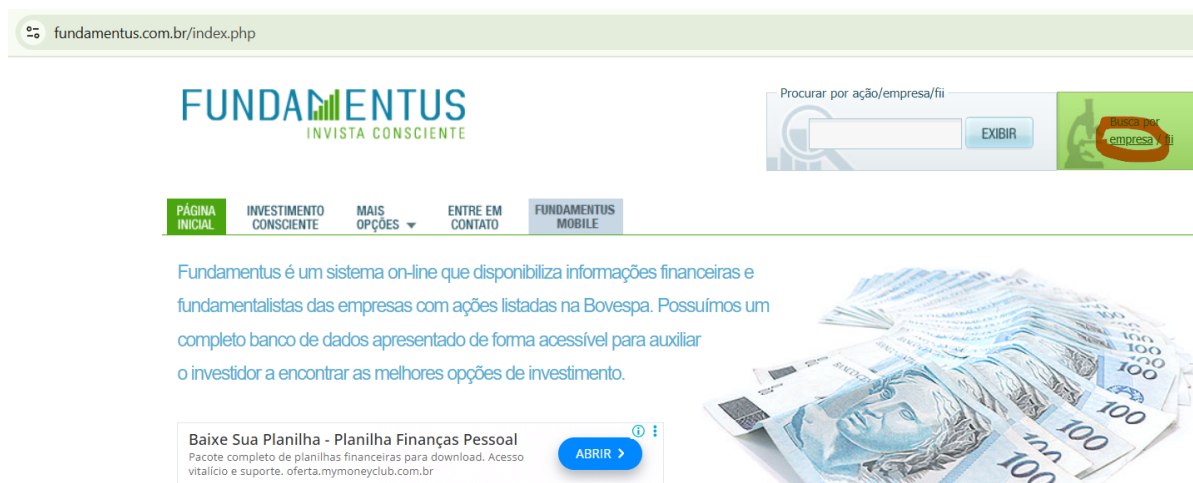 fundamentus.com.br/index.php
FUNDAMENTUS
INVISTA CONSCIENTE
Procurar por ação/empresa/fii
EXIBIR
Busca por
empresa / fii
PÁGINA
INICIAL
INVESTIMENTO
CONSCIENTE
MAIS
OPÇÕES
ENTRE EM
CONTATO
FUNDAMENTUS
MOBILE
Fundamentus é um sistema on-line que disponibiliza informações financeiras e
fundamentalistas das empresas com ações listadas na Bovespa. Possuímos um
completo banco de dados apresentado de forma acessível para auxiliar
o investidor a encontrar as melhores opções de investimento.
Baixe Sua Planilha - Planilha Finanças Pessoal
Pacote completo de planilhas financeiras para download. Acesso
vitalício e suporte. oferta.mymoneyclub.com.br
ABRIR
100
100
100
100
100
100
100